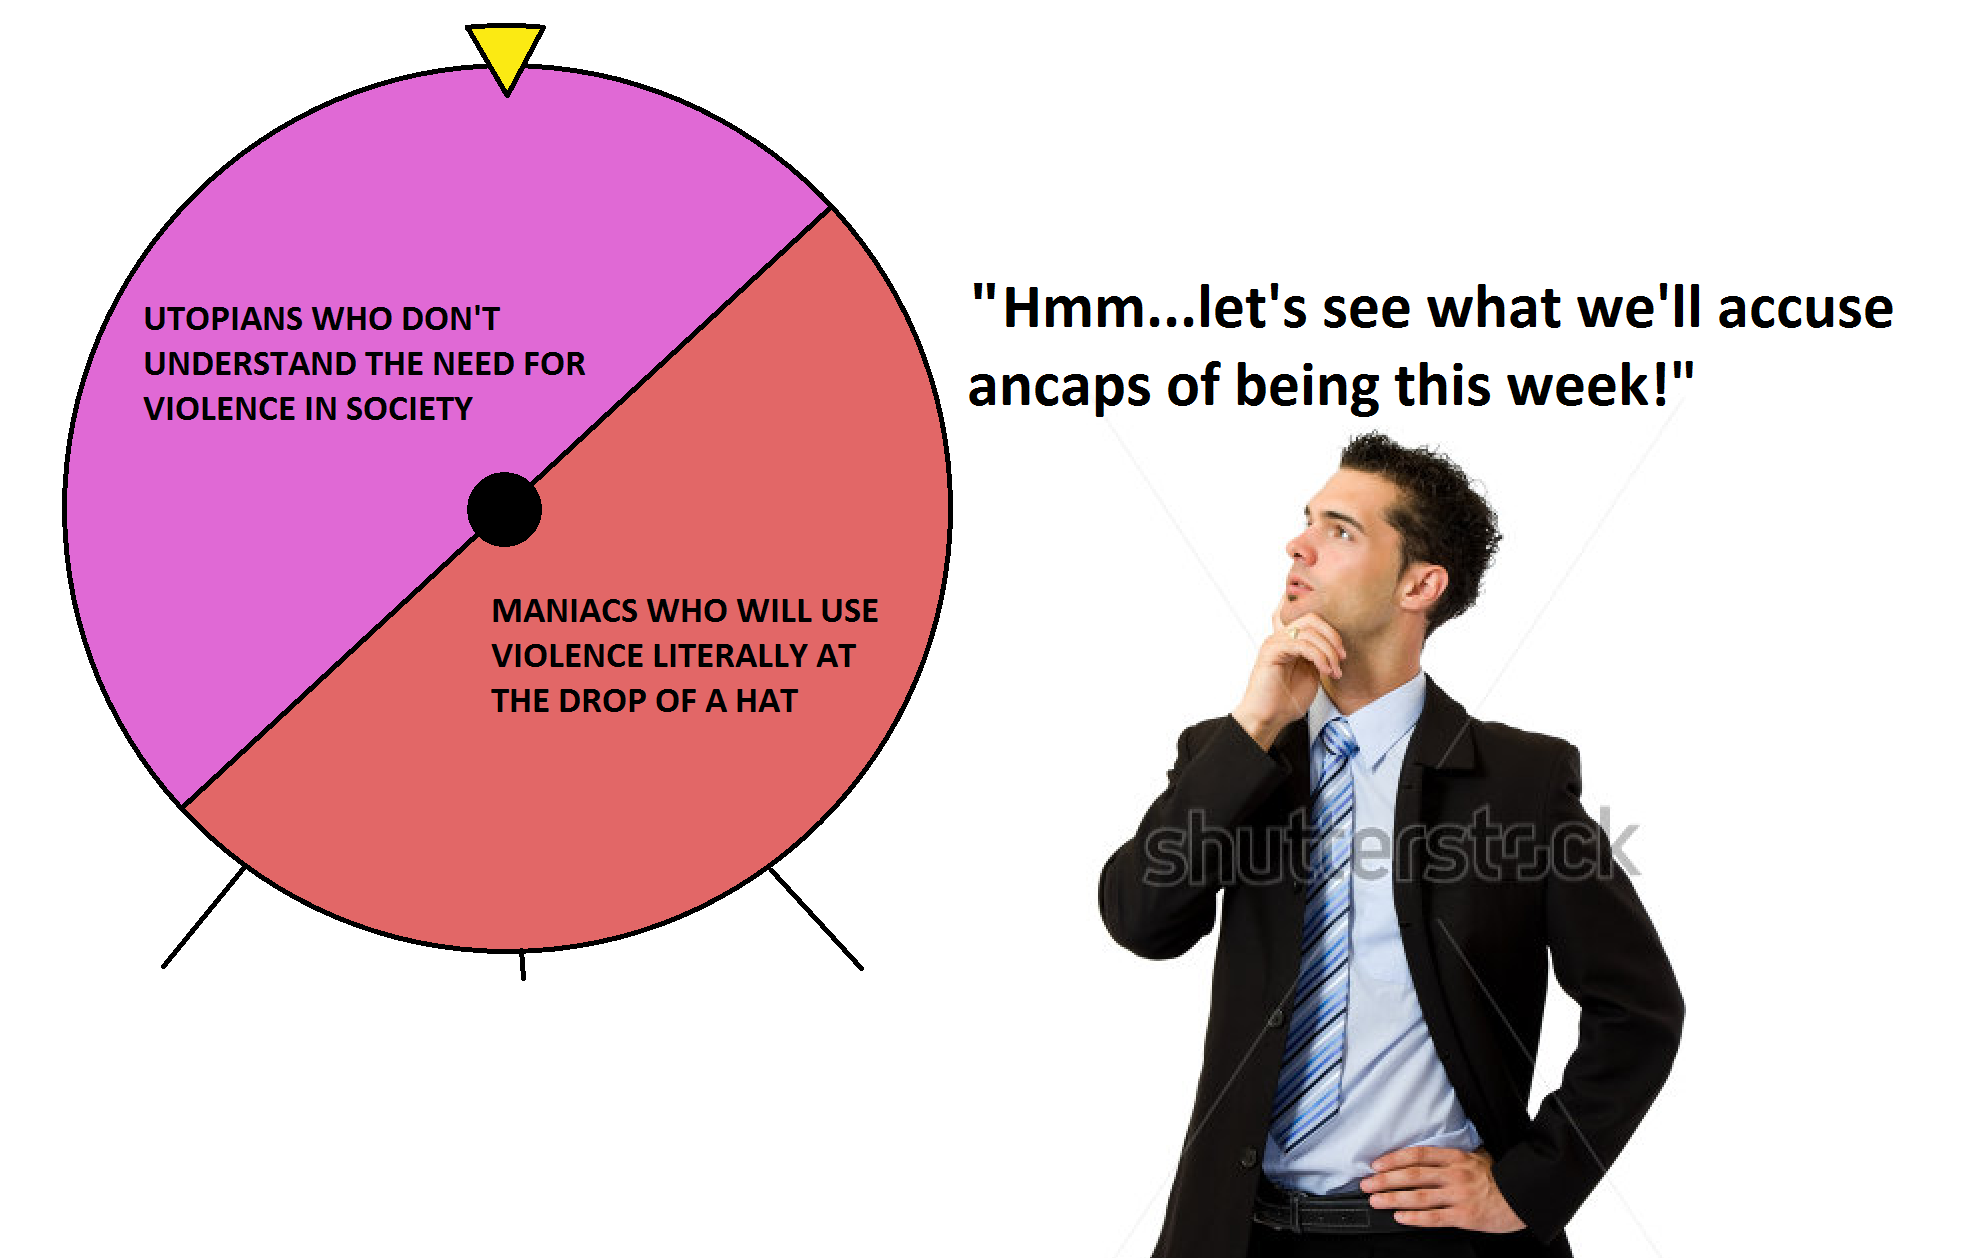 "Hmm...let's see what we'll accuse
ancaps of being this week!"
UTOPIANS WHO DON'T
UNDERSTAND THE NEED FOR
VIOLENCE IN SOCIETY
MANIACS WHO WILL USE
VIOLENCE LITERALLY AT
THE DROP OF A HAT
shutterstock